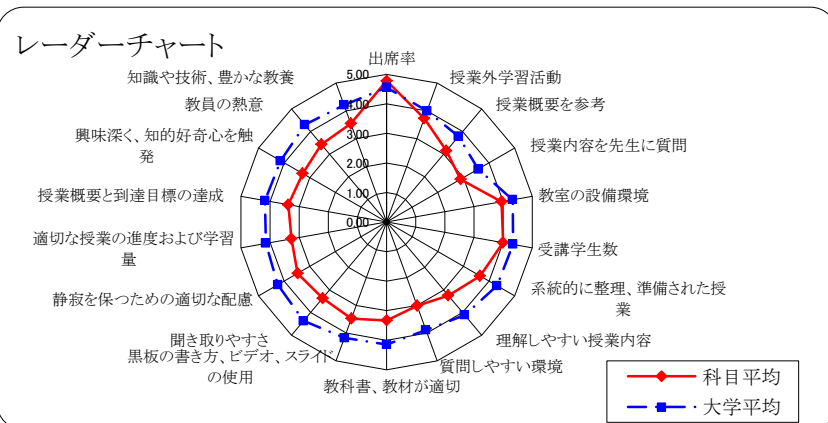 レーダーチャート
出席率
授業外学習活動
授業概要を参考
授業内容を先生に質問
教室の設備環境
受講学生数
系統的に整理、準備された授
業
理解しやすい授業内容
質問しやすい環境
教科書、教材が適切
黒板の書き方、ビデオ、スライド
の使用
聞き取りやすさ
静寂を保つための適切な配慮
適切な授業の進度および学習
量
授業概要と到達目標の達成
興味深く、知的好奇心を触
発
教員の熱意
知識や技術、豊かな教養
5.00
4.00
3.00
2.00
1.00
0.00
科目平均
大学平均